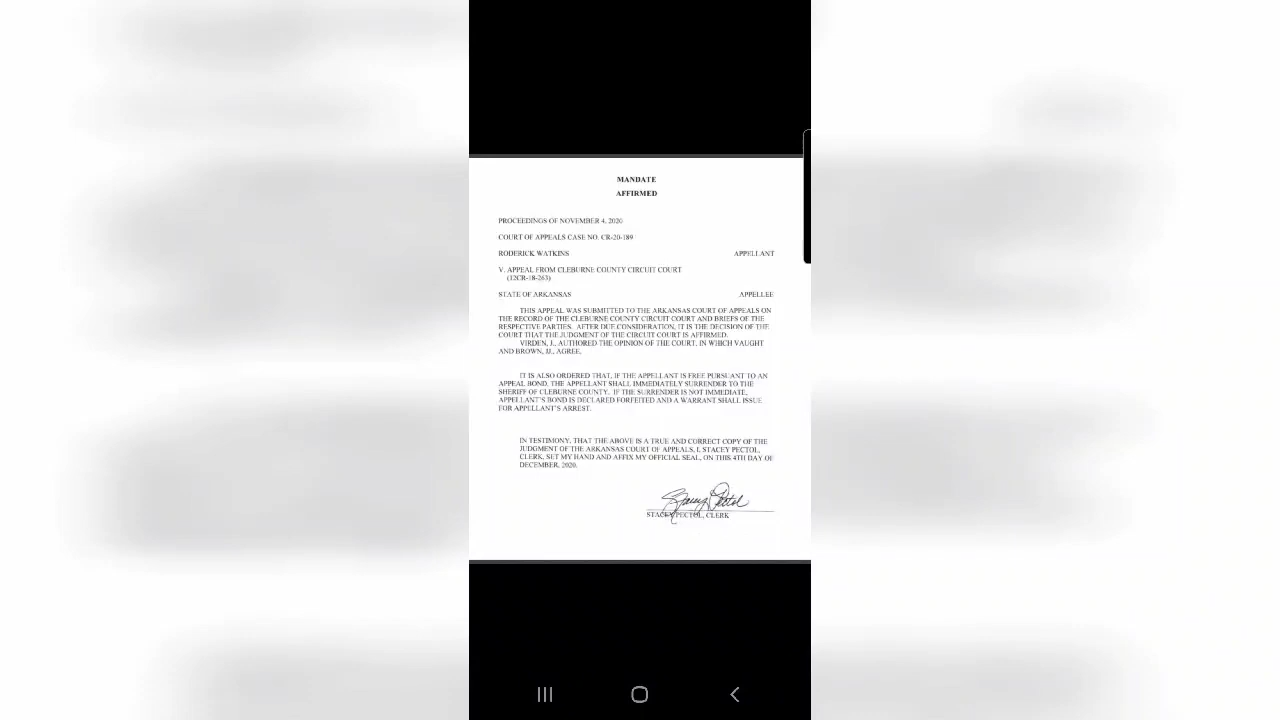 MANDATE
AFFIRMED
PROCEEDINGS OF NOVEMBER 4, 2020
COURT OF APPEALS CASE NO. CR-20-189
RODERICK WATKINS APPELLANT
V. APPEAL FROM CLEBURNE COUNTY CIRCUIT COURT
(12CR-18-263)
STATE OF ARKANSAS APPELLEE
THIS APPEAL WAS SUBMITTED TO THE ARKANSAS COURT OF APPEALS ON
THE RECORD OF THE CLEBURNE COUNTY CIRCUIT COURT AND BRIEFS OF THE
RESPECTIVE PARTIES. AFTER DUE CONSIDERATION, IT IS THE DECISION OF THE
COURT THAT THE JUDGMENT OF THE CIRCUIT COURT IS AFFIRMED.
VIRDEN, J., AUTHORED THE OPINION OF THE COURT, IN WHICH VAUGHT
AND BROWN, JJ., AGREE.
IT IS ALSO ORDERED THAT, IF THE APPELLANT IS FREE PURSUANT TO AN
APPEAL BOND, THE APPELLANT SHALL IMMEDIATELY SURRENDER TO THE
SHERIFF OF CLEBURNE COUNTY. IF THE SURRENDER IS NOT IMMEDIATE,
APPELLANT'S BOND IS DECLARED FORFEITED AND A WARRANT SHALL ISSUE
FOR APPELLANT'S ARREST.
IN TESTIMONY, THAT THE ABOVE IS A TRUE AND CORRECT COPY OF THE
JUDGMENT OF THE ARKANSAS COURT OF APPEALS, I, STACEY PECTOL,
CLERK, SET MY HAND AND AFFIX MY OFFICIAL SEAL, ON THIS 4TH DAY OF
DECEMBER, 2020.
Stacey Pectol
STACEY PECTOL, CLERK